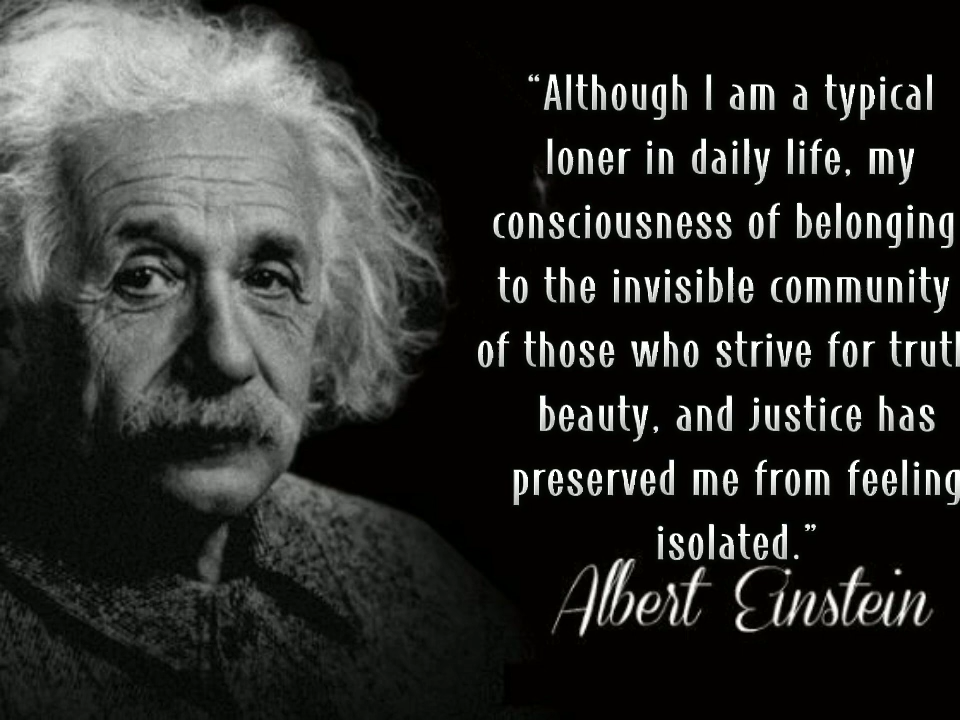 “Although I am a typical
loner in daily life, my
consciousness of belonging
to the invisible community
of those who strive for truth
beauty, and justice has
preserved me from feeling
isolated.”
Albert Einstein